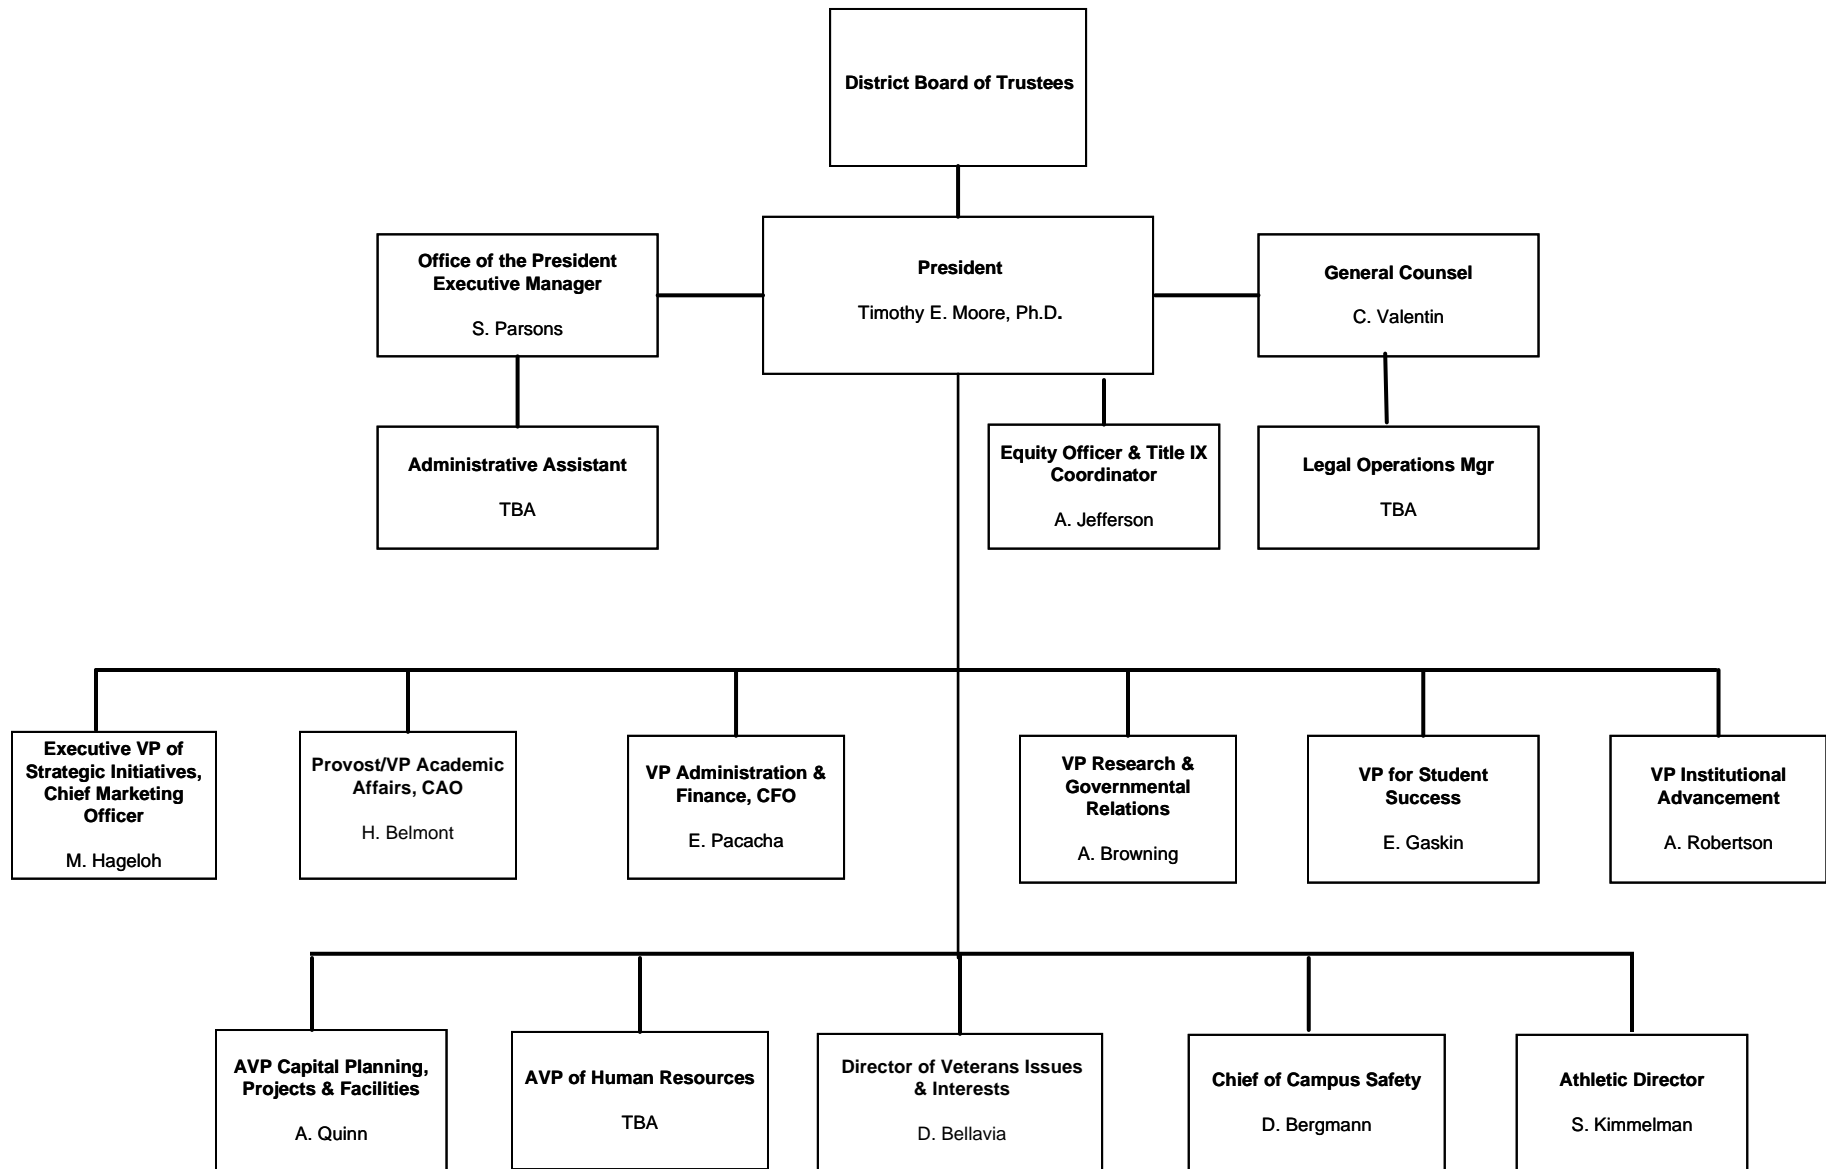 District Board of Trustees
Office of the President
Executive Manager
S. Parsons
President
Timothy E. Moore, Ph.D.
General Counsel
C. Valentin
Administrative Assistant
TBA
Equity Officer & Title IX
Coordinator
A. Jefferson
Legal Operations Mgr
TBA
Executive VP of
Strategic Initiatives,
Chief Marketing
Officer
M. Hageloh
Provost/VP Academic
Affairs, CAO
H. Belmont
VP Administration &
Finance, CFO
E. Pacacha
VP Research &
Governmental
Relations
A. Browning
VP for Student
Success
E. Gaskin
VP Institutional
Advancement
A. Robertson
AVP Capital Planning,
Projects & Facilities
A. Quinn
AVP of Human Resources
TBA
Director of Veterans Issues
& Interests
D. Bellavia
Chief of Campus Safety
D. Bergmann
Athletic Director
S. Kimmelman